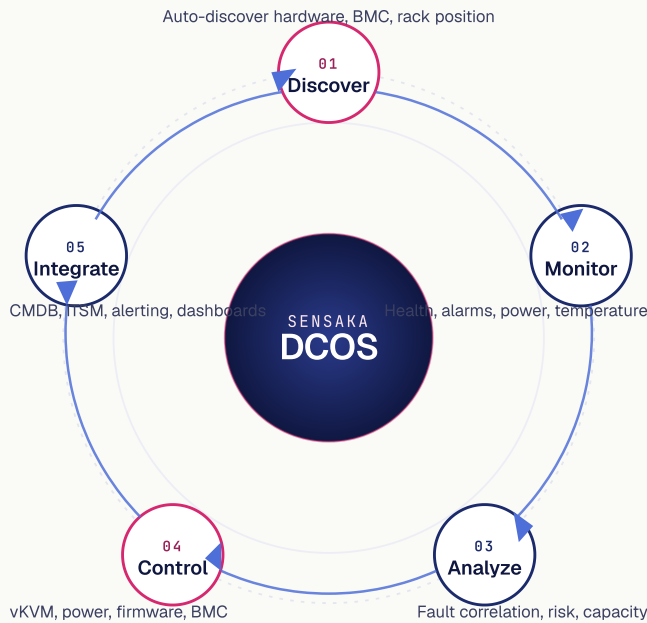 Auto-discover hardware, BMC, rack position
01
Discover
02
Monitor
Health, alarms, power, temperature
03
Analyze
Fault correlation, risk, capacity
04
Control
vKVM, power, firmware, BMC
05
Integrate
CMDB, ITSM, alerting, dashboards
SENSAKA
DCOS